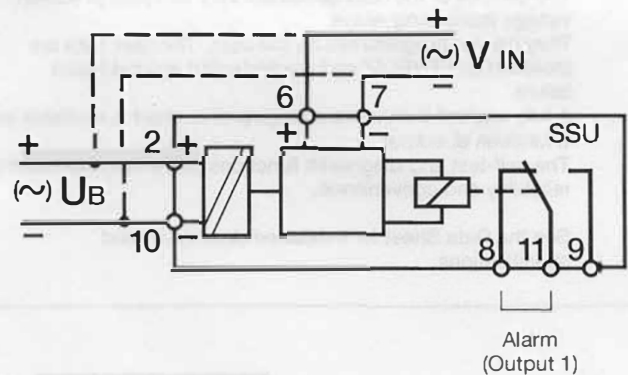 +
(~) V IN
−
6 7
+ −
SSU
+ 2 +
(~) UB
− 10 −
8 11 9
Alarm
(Output 1)